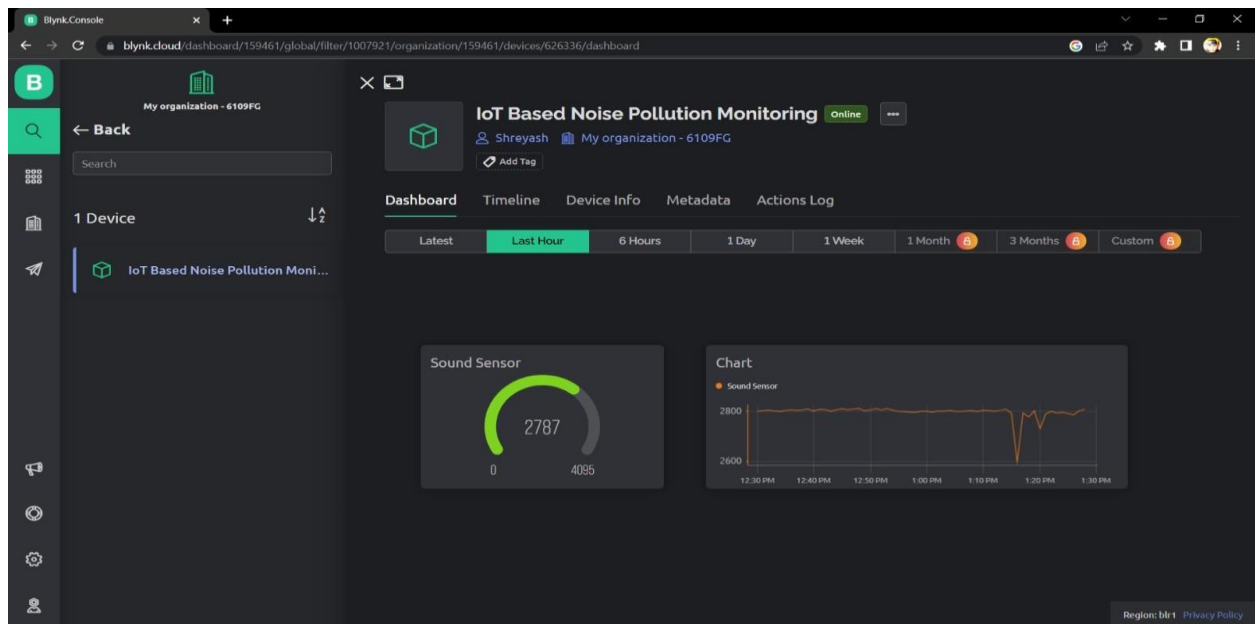 Blynk.Console
blynk.cloud/dashboard/159461/global/filter/1007921/organization/159461/devices/626336/dashboard
B
My organization - 6109FG
Back
Search
1 Device
IoT Based Noise Pollution Moni...
IoT Based Noise Pollution Monitoring Online
Shreyash My organization - 6109FG
Add Tag
Dashboard Timeline Device Info Metadata Actions Log
Latest Last Hour 6 Hours 1 Day 1 Week 1 Month 3 Months Custom
Sound Sensor
2787
0 4095
Chart
Sound Sensor
2800
2600
12:30 PM 12:40 PM 12:50 PM 1:00 PM 1:10 PM 1:20 PM 1:30 PM
Region: blr1 Privacy Policy